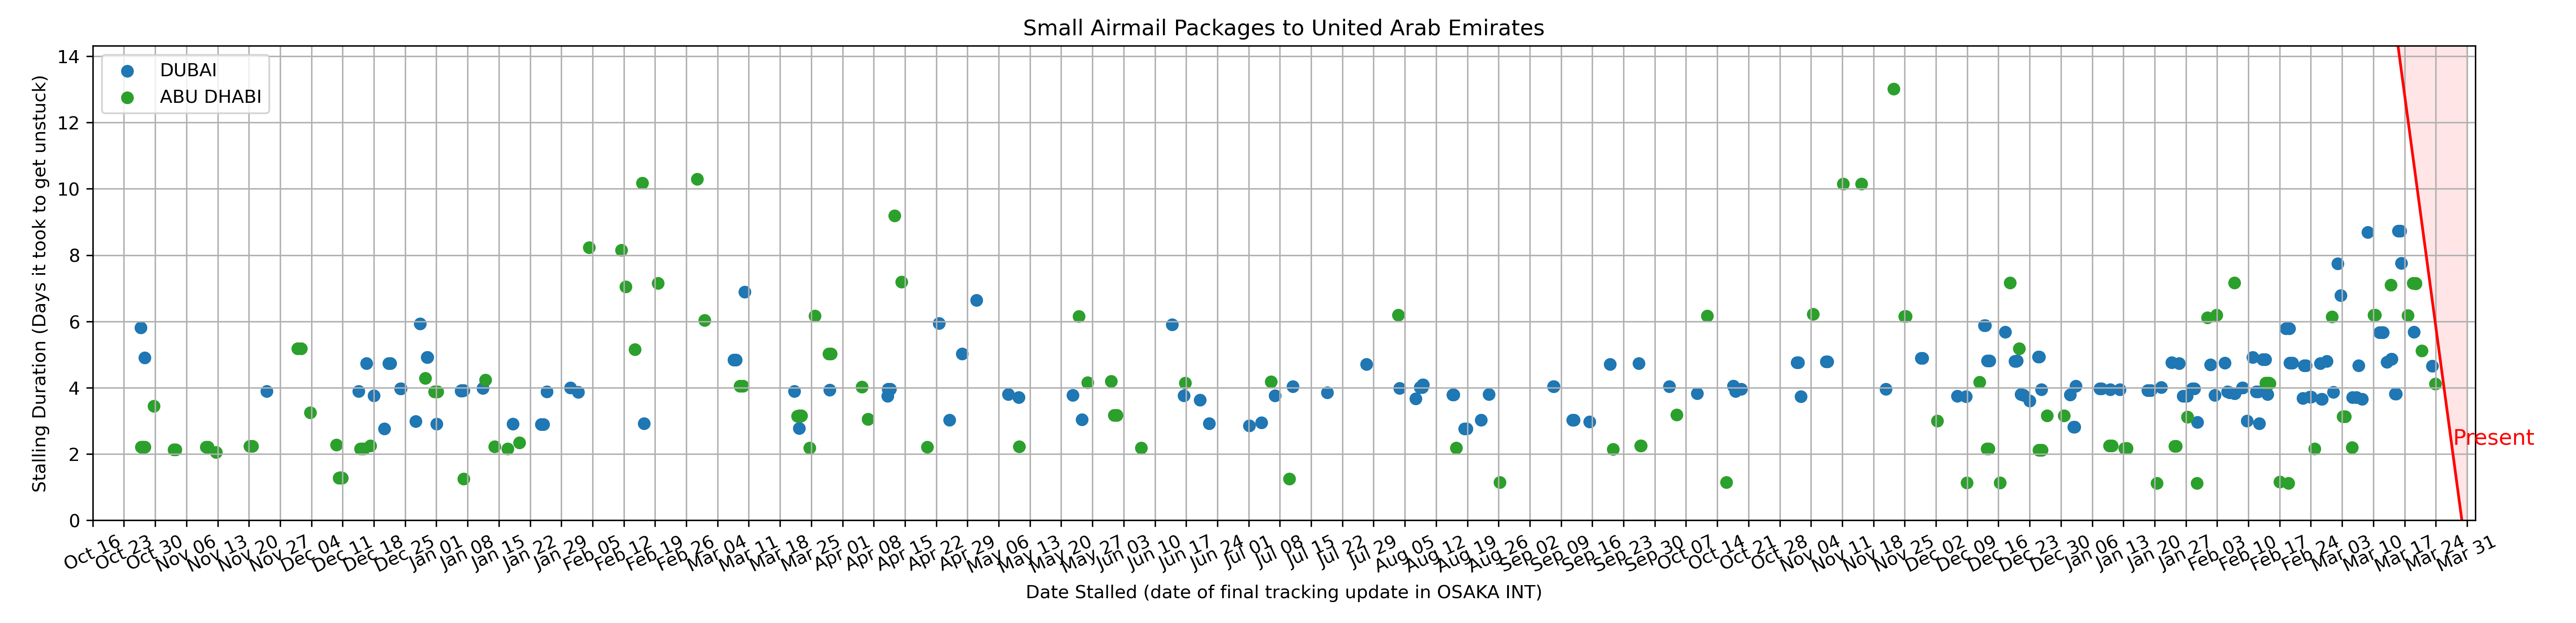 Small Airmail Packages to United Arab Emirates
DUBAI
ABU DHABI
Stalling Duration (Days it took to get unstuck)
14
12
10
8
6
4
2
0
Present
Oct 16
Oct 23
Oct 30
Nov 06
Nov 13
Nov 20
Nov 27
Dec 04
Dec 11
Dec 18
Dec 25
Jan 01
Jan 08
Jan 15
Jan 22
Jan 29
Feb 05
Feb 12
Feb 19
Feb 26
Mar 04
Mar 11
Mar 18
Mar 25
Apr 01
Apr 08
Apr 15
Apr 22
Apr 29
May 06
May 13
May 20
May 27
Jun 03
Jun 10
Jun 17
Jun 24
Jul 01
Jul 08
Jul 15
Jul 22
Jul 29
Aug 05
Aug 12
Aug 19
Aug 26
Sep 02
Sep 09
Sep 16
Sep 23
Sep 30
Oct 07
Oct 14
Oct 21
Oct 28
Nov 04
Nov 11
Nov 18
Nov 25
Dec 02
Dec 09
Dec 16
Dec 23
Dec 30
Jan 06
Jan 13
Jan 20
Jan 27
Feb 03
Feb 10
Feb 17
Feb 24
Mar 03
Mar 10
Mar 17
Mar 24
Mar 31
Date Stalled (date of final tracking update in OSAKA INT)